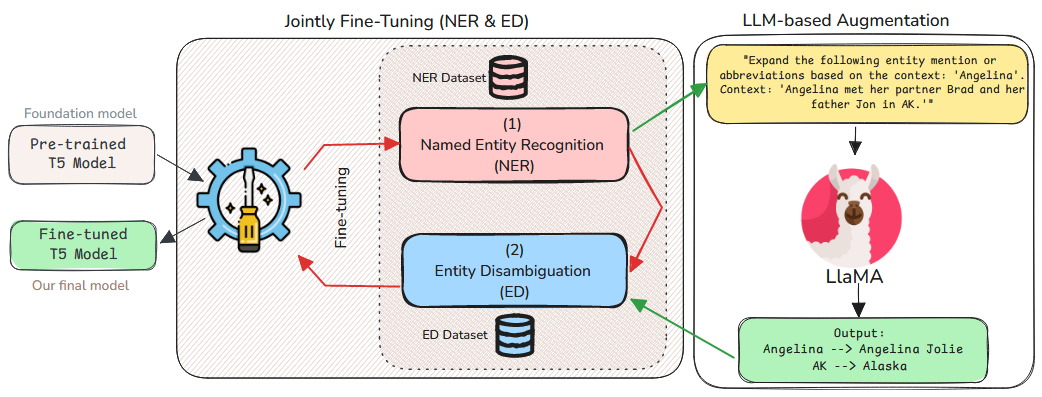 Jointly Fine-Tuning (NER & ED)
LLM-based Augmentation
Foundation model
Pre-trained
T5 Model
Fine-tuned
T5 Model
Our final model
Fine-tuning
NER Dataset
(1)
Named Entity Recognition
(NER)
(2)
Entity Disambiguation
(ED)
ED Dataset
"Expand the following entity mention or
abbreviations based on the context: 'Angelina'.
Context: 'Angelina met her partner Brad and her
father Jon in AK.'"
LlaMA
Output:
Angelina --> Angelina Jolie
AK --> Alaska